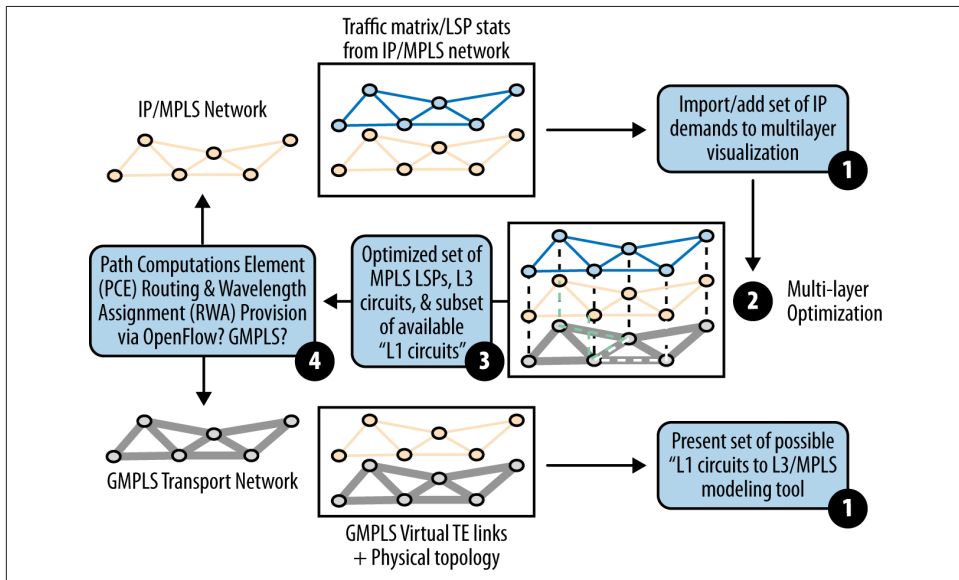 Traffic matrix/LSP stats
from IP/MPLS network
IP/MPLS Network
Import/add set of IP
demands to multilayer
visualization
1
Path Computations Element
(PCE) Routing & Wavelength
Assignment (RWA) Provision
via OpenFlow? GMPLS?
4
Optimized set of
MPLS LSPs, L3
circuits, & subset
of available
“L1 circuits”
3
2
Multi-layer
Optimization
GMPLS Transport Network
GMPLS Virtual TE links
+ Physical topology
Present set of possible
“L1 circuits to L3/MPLS
modeling tool
1